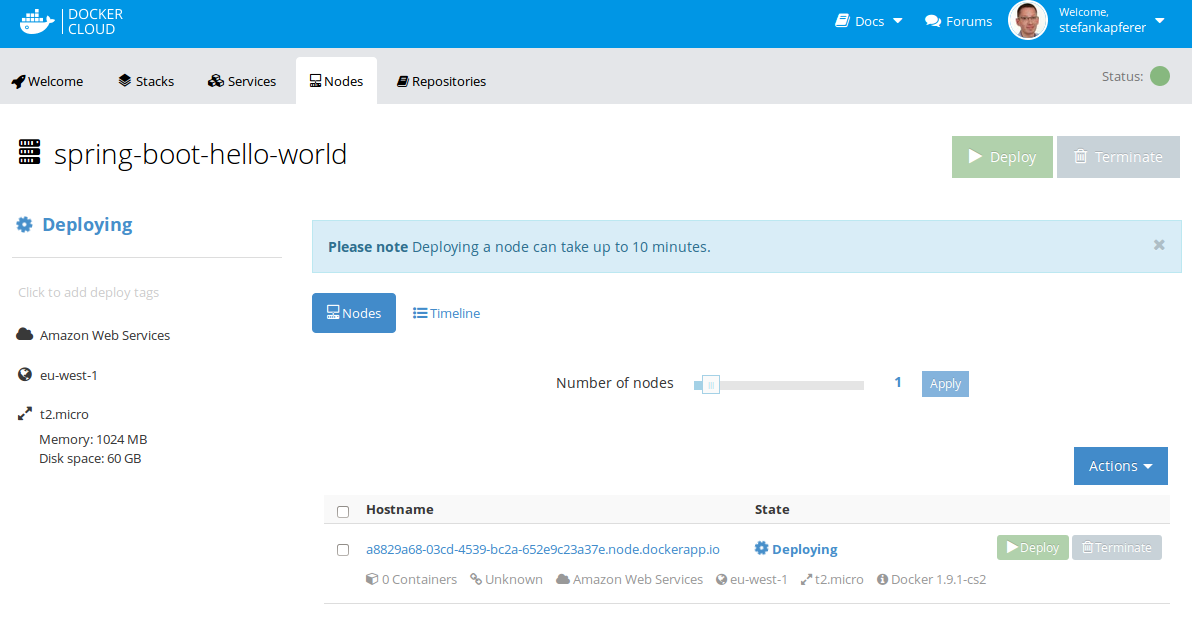 DOCKER
CLOUD
Docs
Forums
Welcome,
stefankapferer
Welcome
Stacks
Services
Nodes
Repositories
Status:
spring-boot-hello-world
Deploy
Terminate
Deploying
Please note Deploying a node can take up to 10 minutes.
Click to add deploy tags
Nodes
Timeline
Amazon Web Services
eu-west-1
Number of nodes
1
Apply
t2.micro
Memory: 1024 MB
Disk space: 60 GB
Actions
Hostname
State
a8829a68-03cd-4539-bc2a-652e9c23a37e.node.dockerapp.io
Deploying
Deploy
Terminate
0 Containers
Unknown
Amazon Web Services
eu-west-1
t2.micro
Docker 1.9.1-cs2